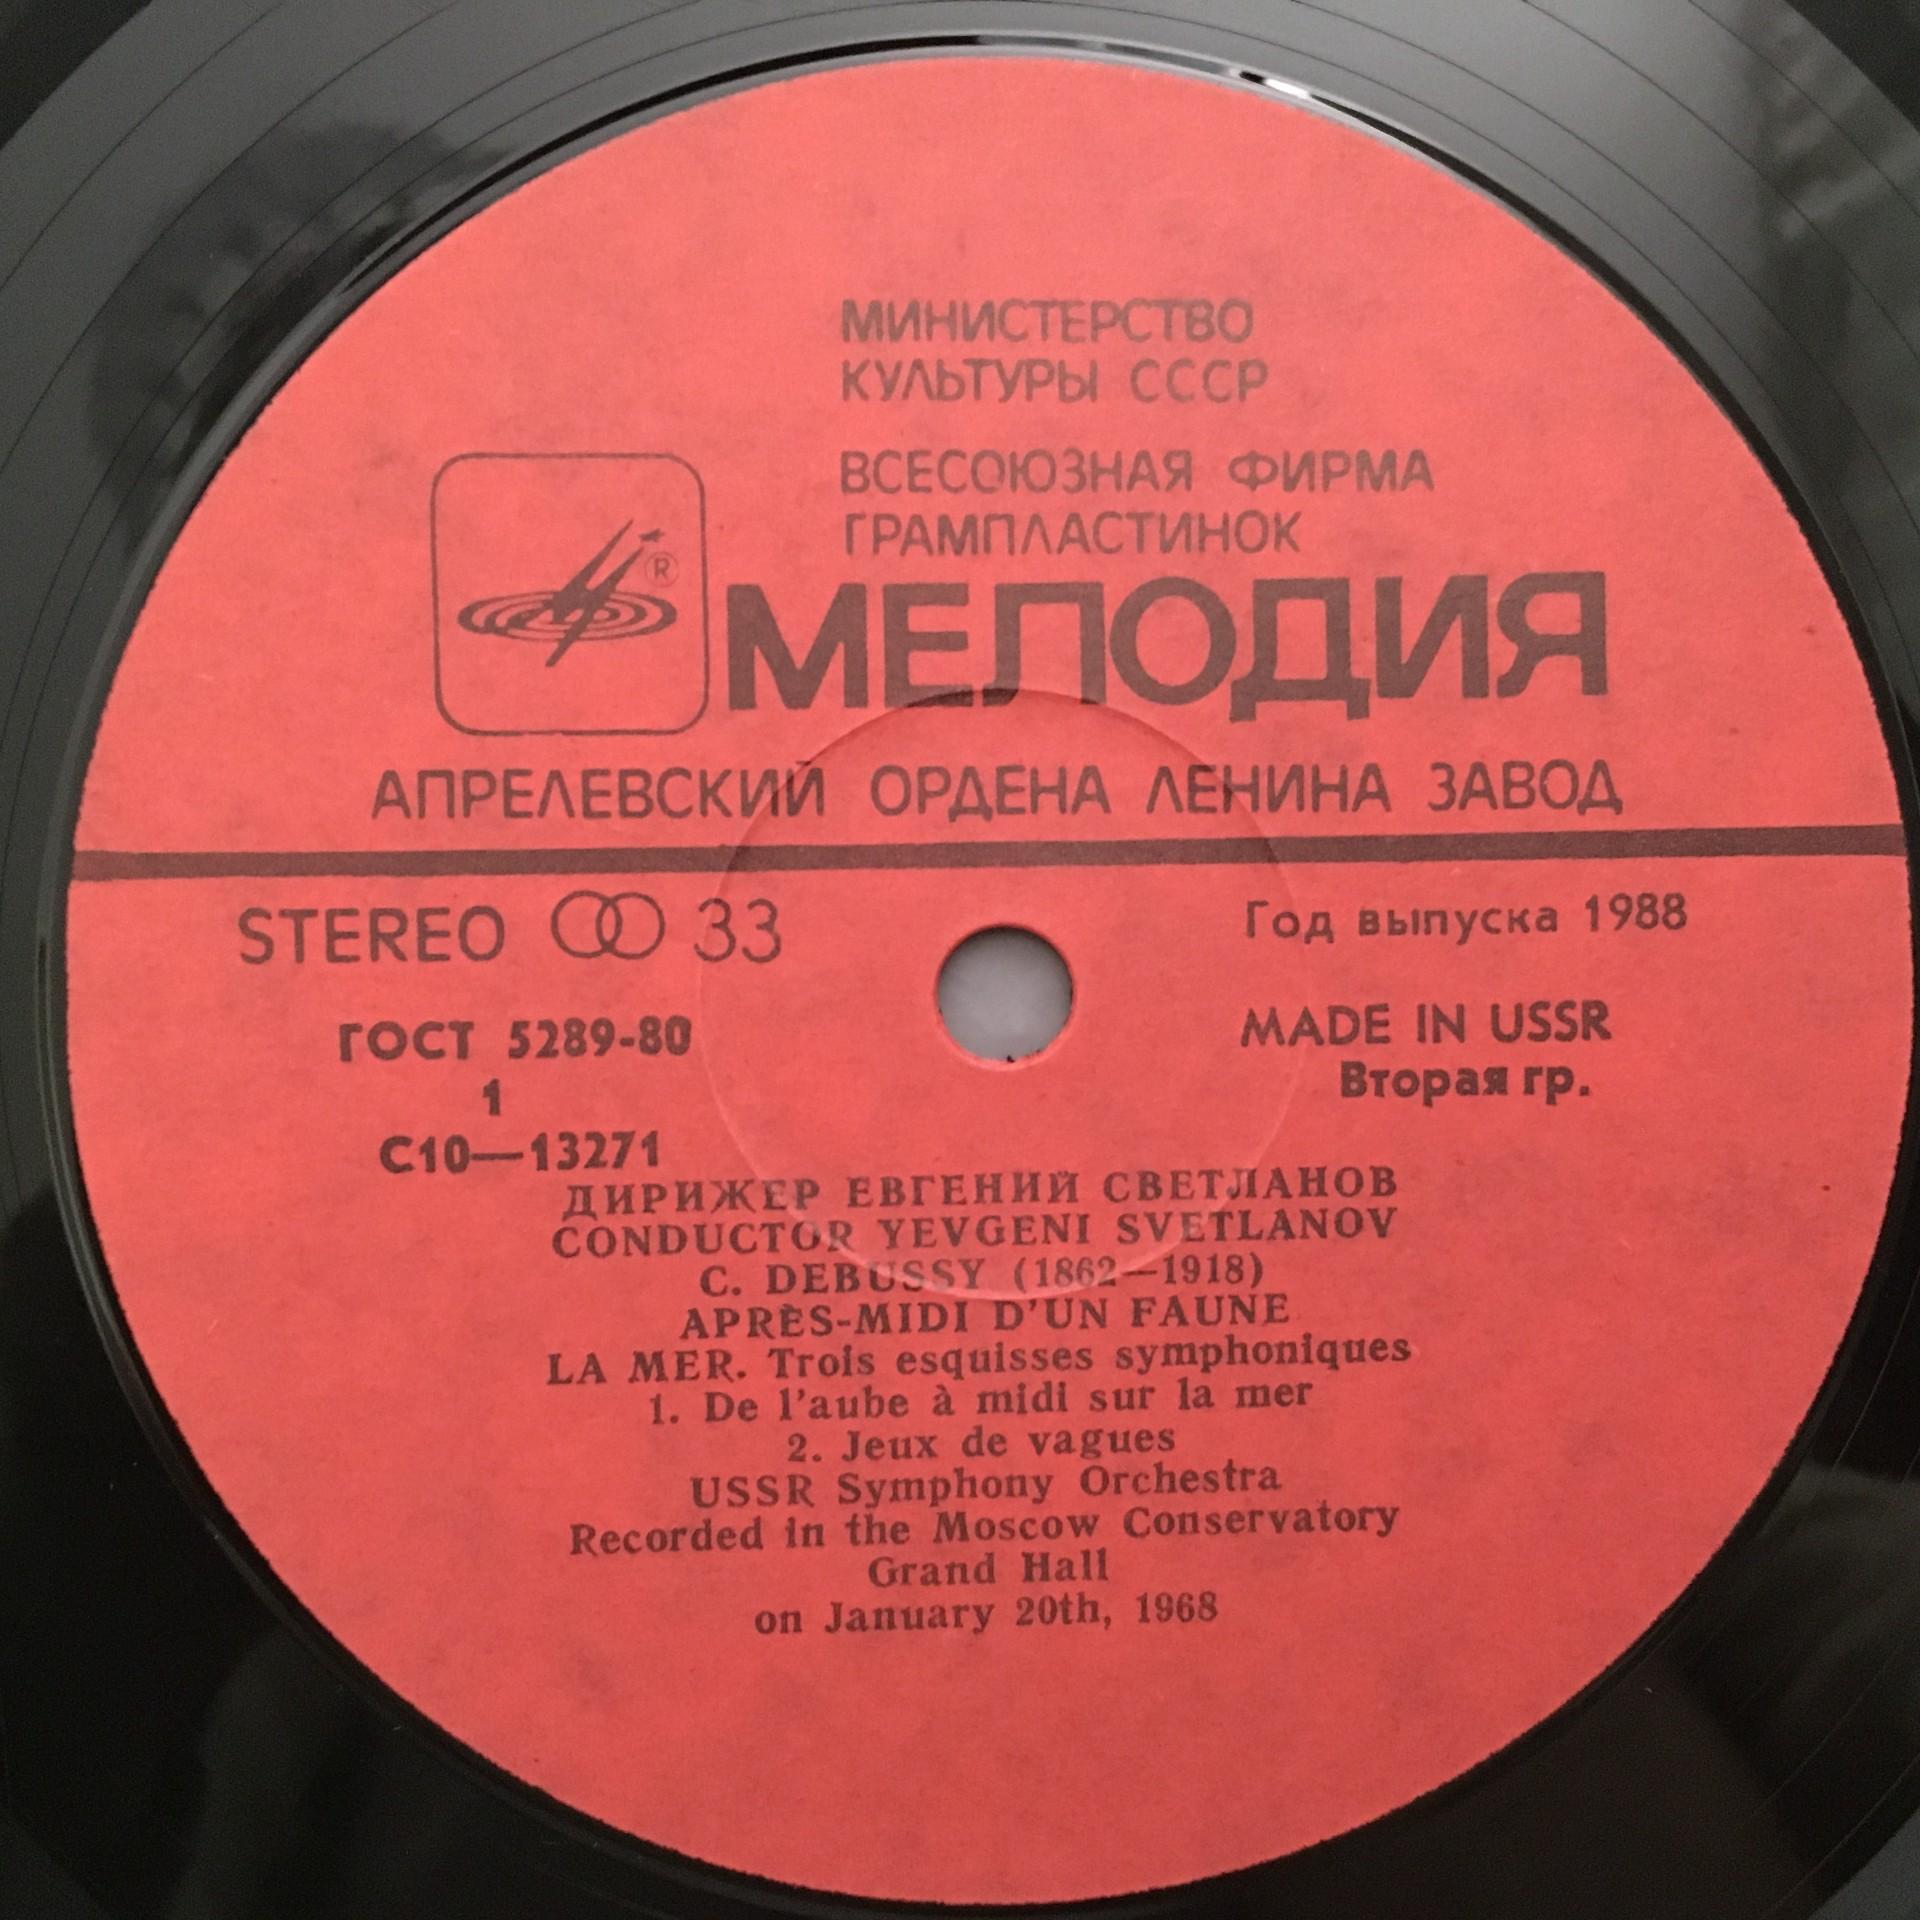 МИНИСТЕРСТВО
КУЛЬТУРЫ СССР
ВСЕСОЮЗНАЯ ФИРМА
ГРАМПЛАСТИНОК
® МЕЛОДИЯ
АПРЕЛЕВСКИЙ ОРДЕНА ЛЕНИНА ЗАВОД
STEREO 33
Год выпуска 1988
ГОСТ 5289-80
MADE IN USSR
1
Вторая гр.
С10—13271
ДИРИЖЕР ЕВГЕНИЙ СВЕТЛАНОВ
CONDUCTOR YEVGENI SVETLANOV
C. DEBUSSY (1862—1918)
APRÈS-MIDI D'UN FAUNE
LA MER. Trois esquisses symphoniques
1. De l'aube à midi sur la mer
2. Jeux de vagues
USSR Symphony Orchestra
Recorded in the Moscow Conservatory
Grand Hall
on January 20th, 1968